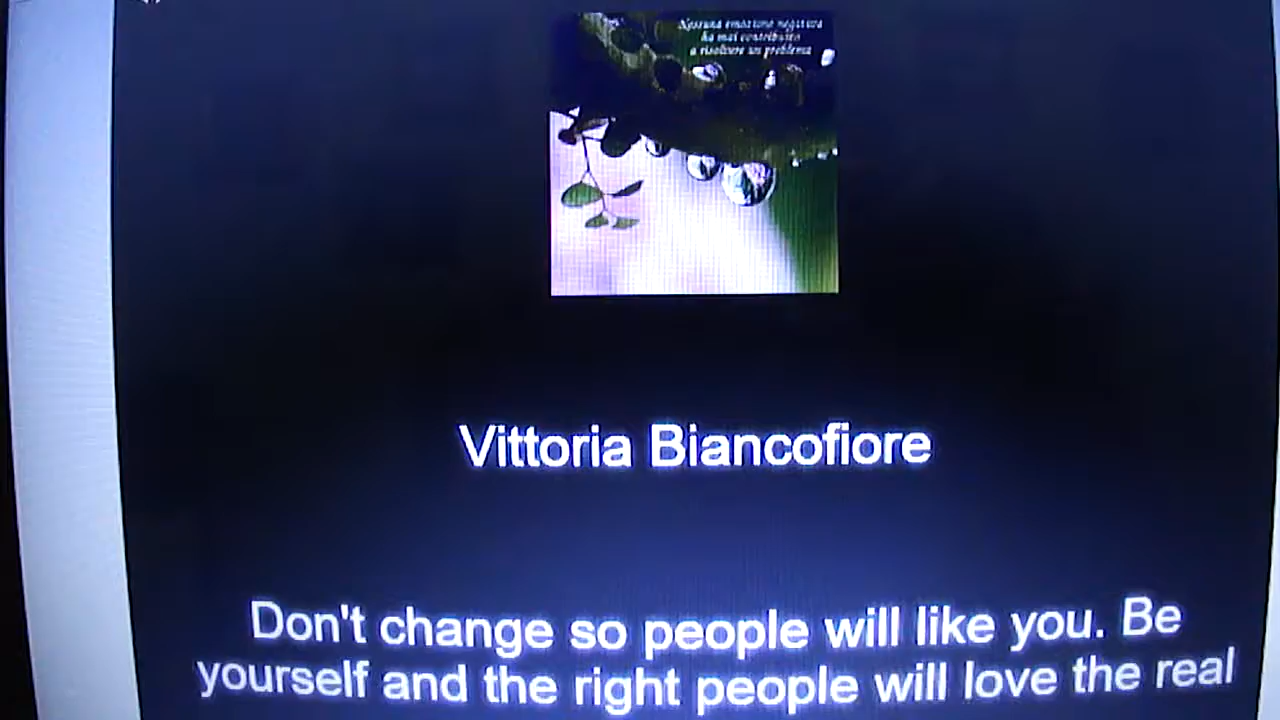 Nessuna emozione negativa
ha mai contribuito
a risolvere un problema
Vittoria Biancofiore
Don't change so people will like you. Be
yourself and the right people will love the real